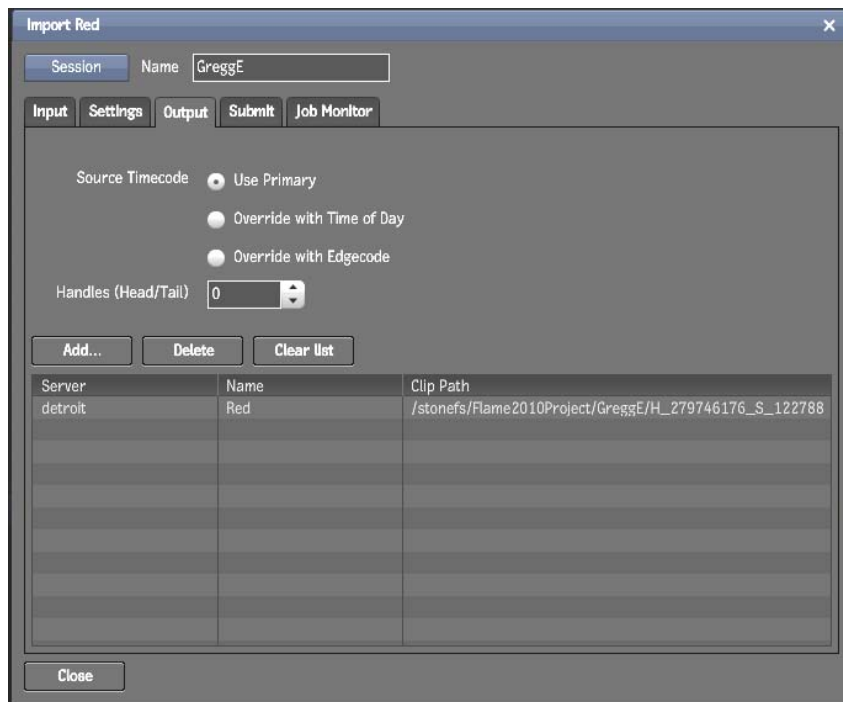 Import Red
Session Name GreggE
Input Settings Output Submit Job Monitor
Source Timecode Use Primary
Override with Time of Day
Override with Edgecode
Handles (Head/Tail) 0
Add... Delete Clear list
Server Name Clip Path
detroit Red /stonefs/Flame2010Project/GreggE/H_279746176_S_122788
Close